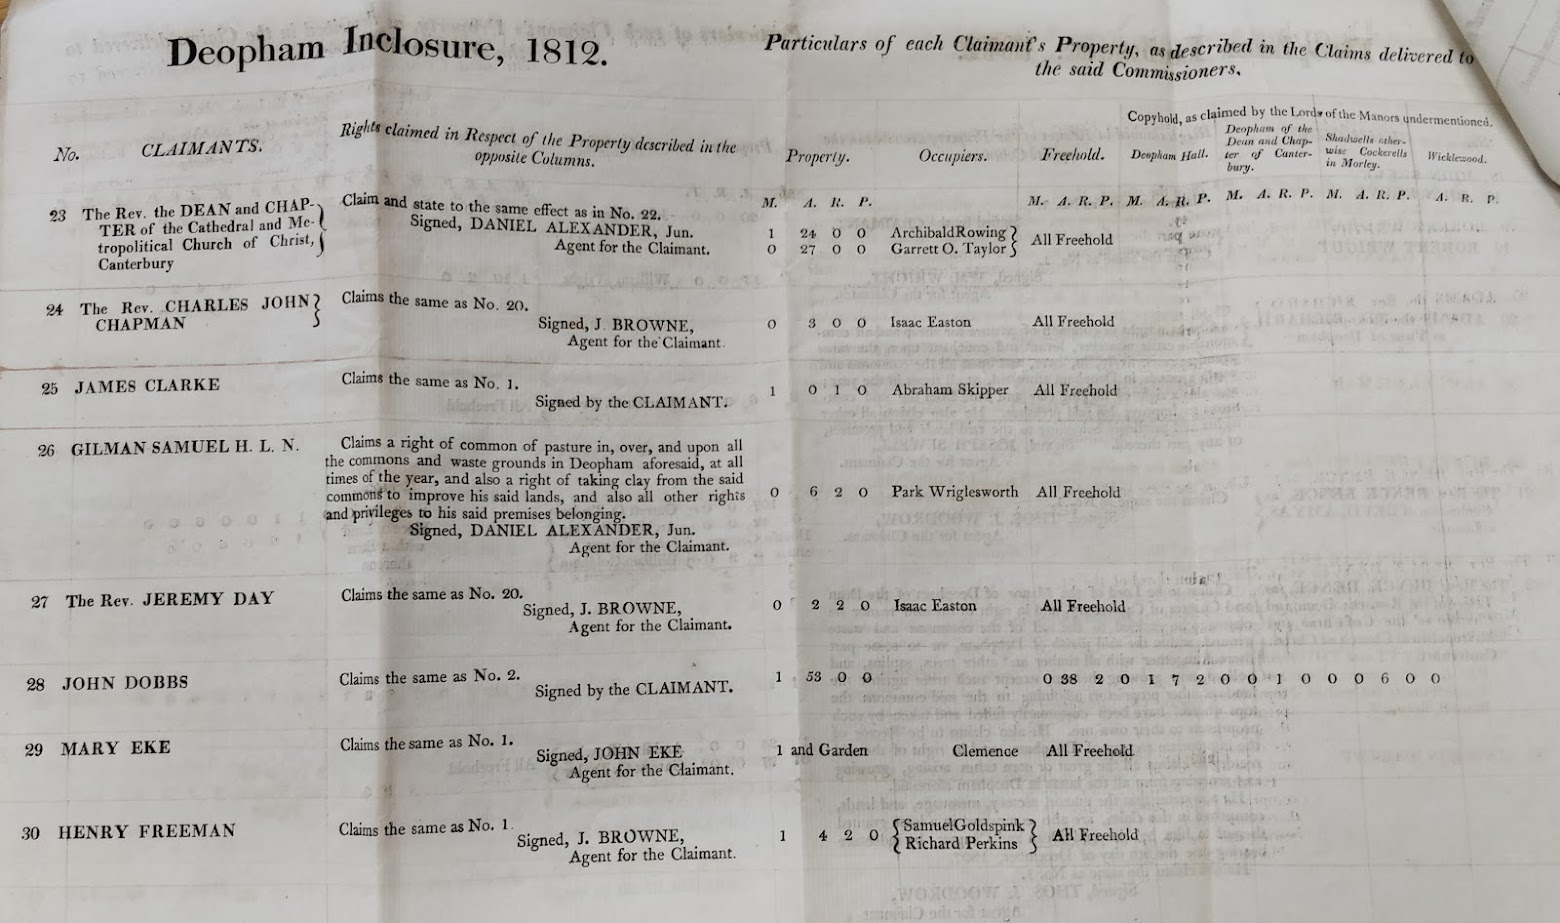 Deopham Inclosure, 1812.
Particulars of each Claimant's Property, as described in the Claims delivered to
the said Commissioners.
No. CLAIMANTS.
Rights claimed in Respect of the Property described in the
opposite Columns.
Property. Occupiers. Freehold.
Copyhold, as claimed by the Lords of the Manors undermentioned.
Deopham Hall.
Deopham of the
Dean and Chap-
ter of Canter-
bury.
Shadwells other-
wise Cockerells
in Morley.
Wicklewood.
M. A. R. P. M. A. R. P. M. A. R. P. M. A. R. P. M. A. R. P. A. R. P.
23 The Rev. the DEAN and CHAP-
TER of the Cathedral and Me-
tropolitical Church of Christ,
Canterbury
Claim and state to the same effect as in No. 22.
Signed, DANIEL ALEXANDER, Jun.
Agent for the Claimant.
1 24 0 0 Archibald Rowing
0 27 0 0 Garrett O. Taylor
All Freehold
24 The Rev. CHARLES JOHN
CHAPMAN
Claims the same as No. 20.
Signed, J. BROWNE,
Agent for the Claimant.
0 3 0 0 Isaac Easton All Freehold
25 JAMES CLARKE
Claims the same as No. 1.
Signed by the CLAIMANT.
1 0 1 0 Abraham Skipper All Freehold
26 GILMAN SAMUEL H. L. N.
Claims a right of common of pasture in, over, and upon all
the commons and waste grounds in Deopham aforesaid, at all
times of the year, and also a right of taking clay from the said
commons to improve his said lands, and also all other rights
and privileges to his said premises belonging.
Signed, DANIEL ALEXANDER, Jun.
Agent for the Claimant.
0 6 2 0 Park Wriglesworth All Freehold
27 The Rev. JEREMY DAY
Claims the same as No. 20.
Signed, J. BROWNE,
Agent for the Claimant.
0 2 2 0 Isaac Easton All Freehold
28 JOHN DOBBS
Claims the same as No. 2.
Signed by the CLAIMANT.
1 53 0 0 0 38 2 0 1 7 2 0 0 1 0 0 0 6 0 0
29 MARY EKE
Claims the same as No. 1.
Signed, JOHN EKE
Agent for the Claimant.
1 and Garden Clemence All Freehold
30 HENRY FREEMAN
Claims the same as No. 1.
Signed, J. BROWNE,
Agent for the Claimant.
1 4 2 0
Samuel Goldspink
Richard Perkins
All Freehold